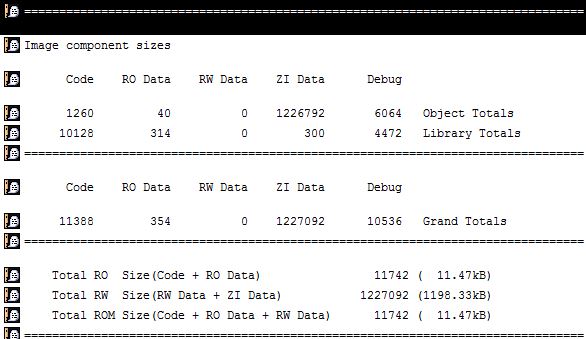 ================================================================================
Image component sizes
      Code    RO Data    RW Data    ZI Data      Debug
      1260         40          0    1226792       6064   Object Totals
     10128        314          0        300       4472   Library Totals
================================================================================
      Code    RO Data    RW Data    ZI Data      Debug
     11388        354          0    1227092      10536   Grand Totals
================================================================================
    Total RO  Size(Code + RO Data)                 11742 (  11.47kB)
    Total RW  Size(RW Data + ZI Data)            1227092 (1198.33kB)
    Total ROM Size(Code + RO Data + RW Data)       11742 (  11.47kB)
================================================================================